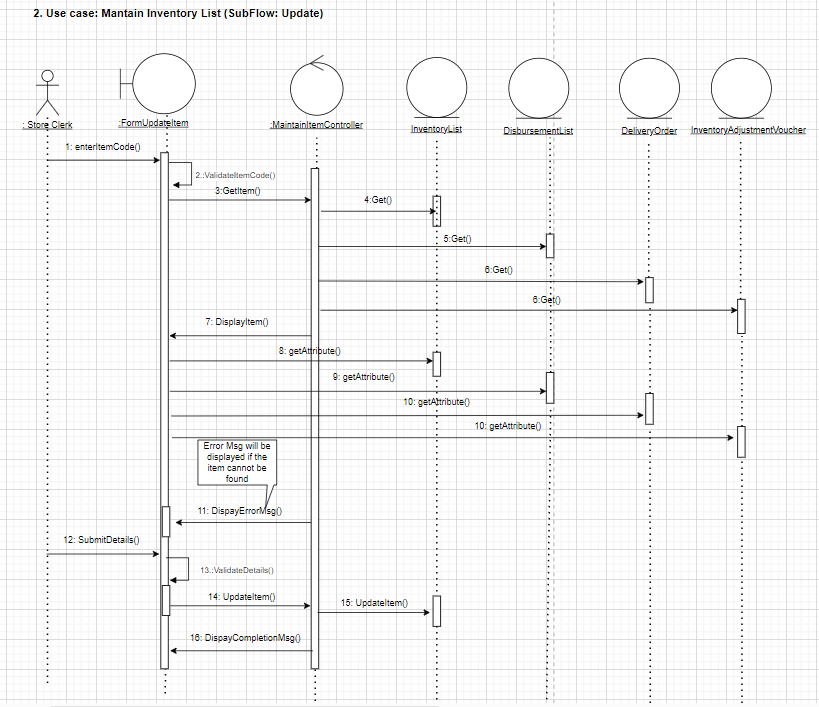 2. Use case: Mantain Inventory List (SubFlow: Update)
: Store Clerk
:FormUpdateItem
:MaintainItemController
InventoryList
DisbursementList
DeliveryOrder
InventoryAdjustmentVoucher
1: enterItemCode()
2.:ValidateItemCode()
3:GetItem()
4:Get()
5:Get()
6:Get()
6:Get()
7: DisplayItem()
8: getAttribute()
9: getAttribute()
10: getAttribute()
10: getAttribute()
Error Msg will be
displayed if the
item cannot be
found
11: DispayErrorMsg()
12: SubmitDetails()
13.:ValidateDetails()
14: UpdateItem()
15: UpdateItem()
16: DispayCompletionMsg()